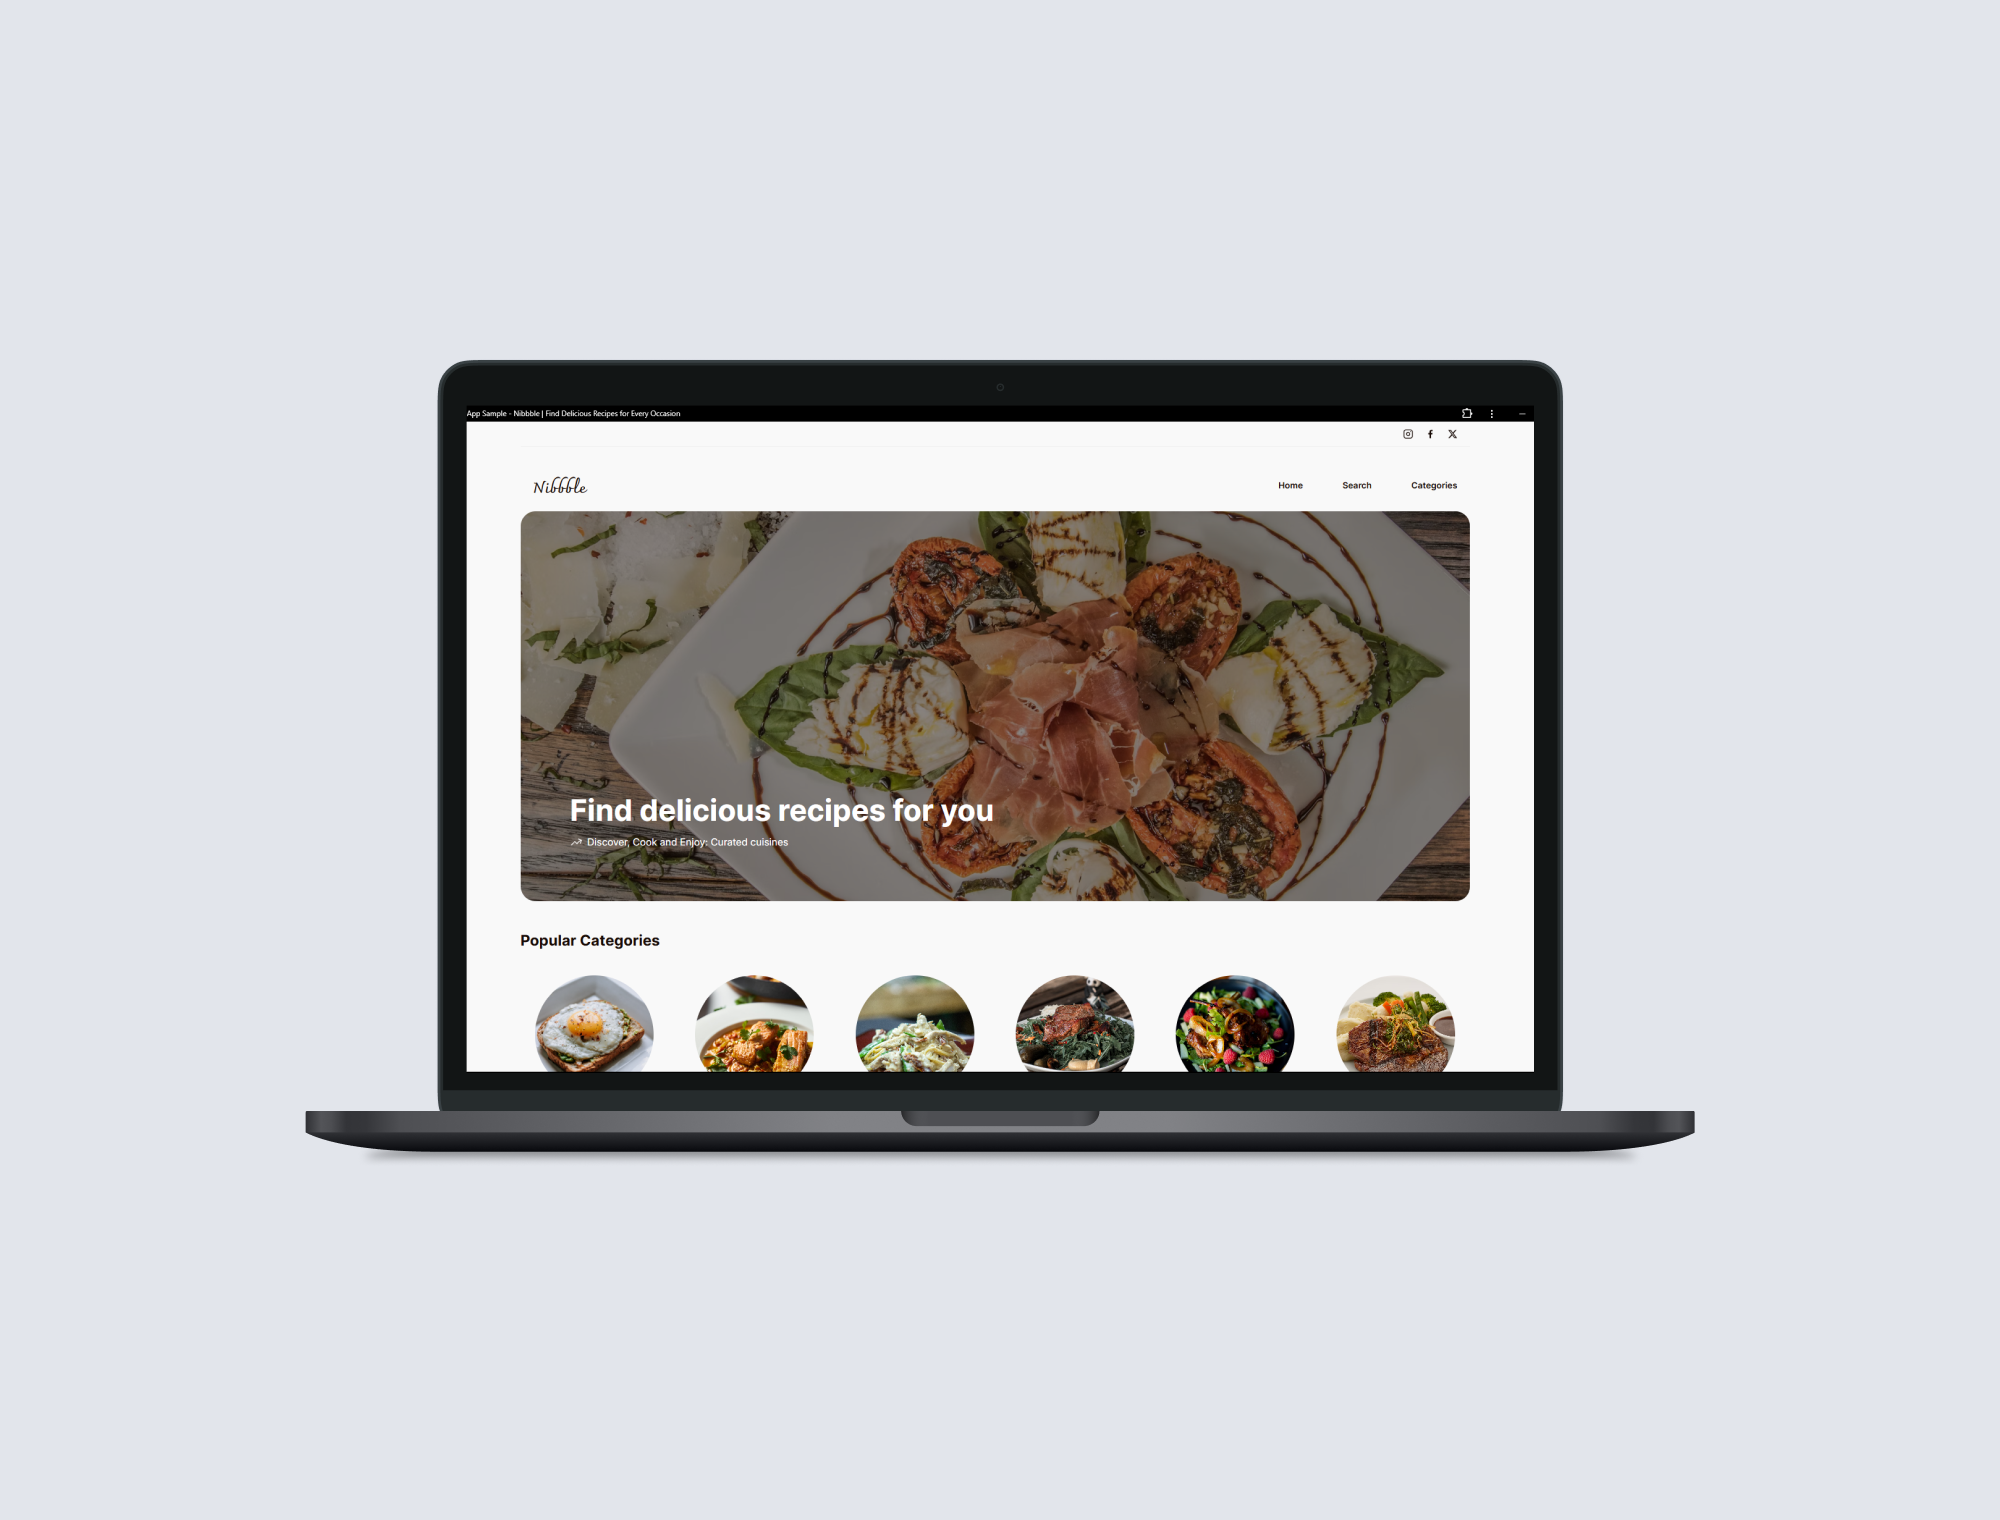 App Sample - Nibbble | Find Delicious Recipes for Every Occasion
Nibbble
Home Search Categories
Find delicious recipes for you
Discover, Cook and Enjoy: Curated cuisines
Popular Categories